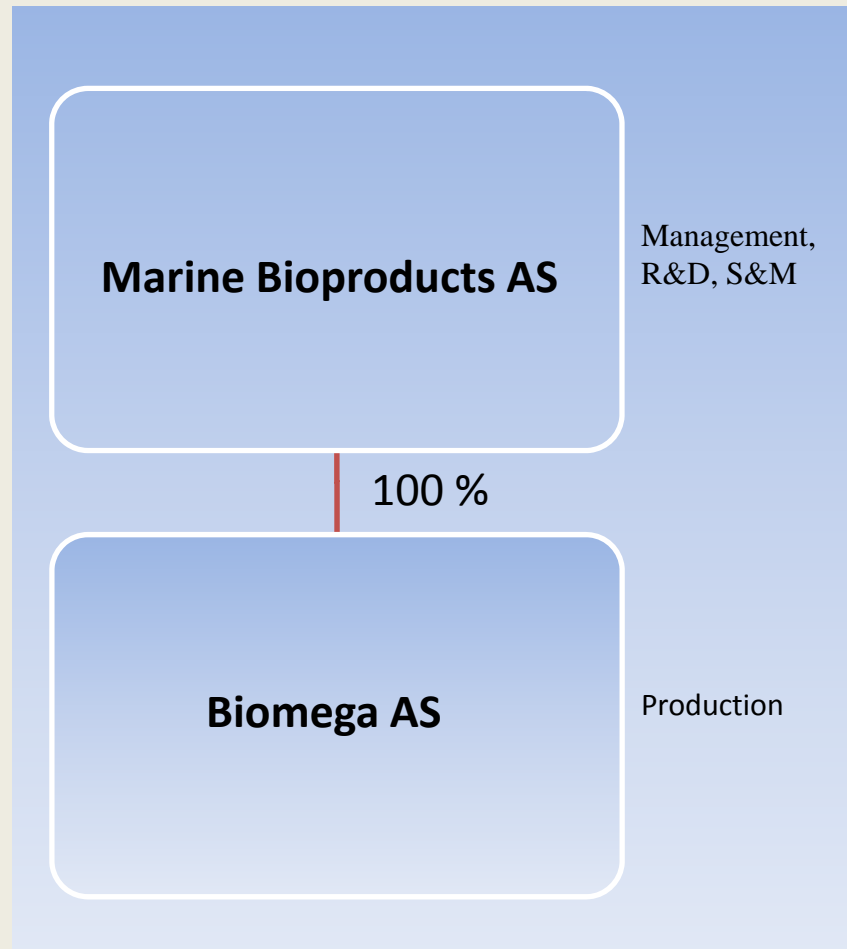 Marine Bioproducts AS
Management,
R&D, S&M
100 %
Biomega AS
Production